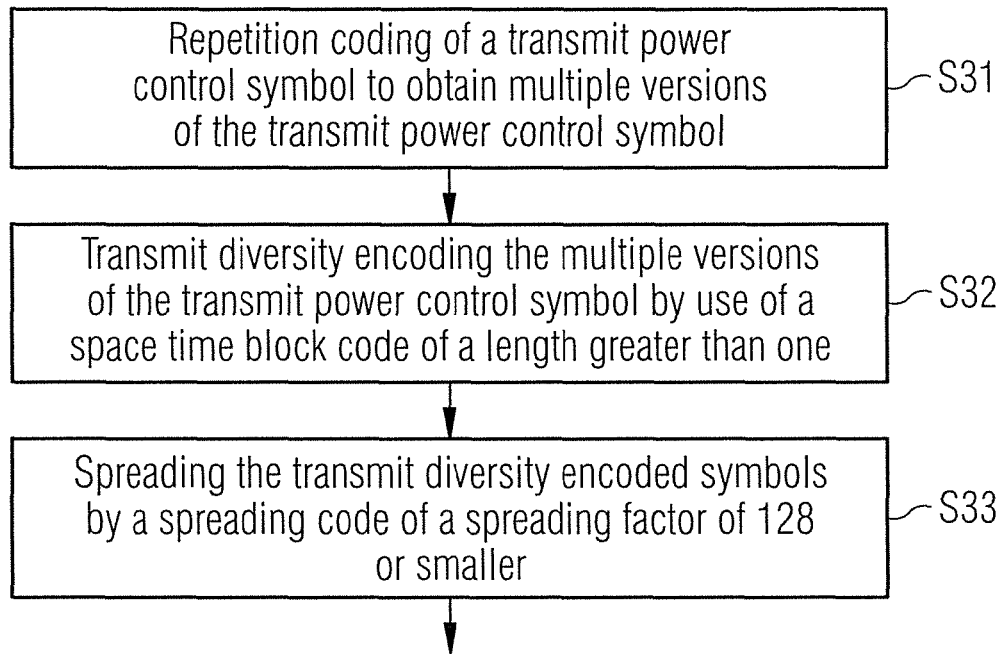 Repetition coding of a transmit power
control symbol to obtain multiple versions
of the transmit power control symbol
S31
Transmit diversity encoding the multiple versions
of the transmit power control symbol by use of a
space time block code of a length greater than one
S32
Spreading the transmit diversity encoded symbols
by a spreading code of a spreading factor of 128
or smaller
S33